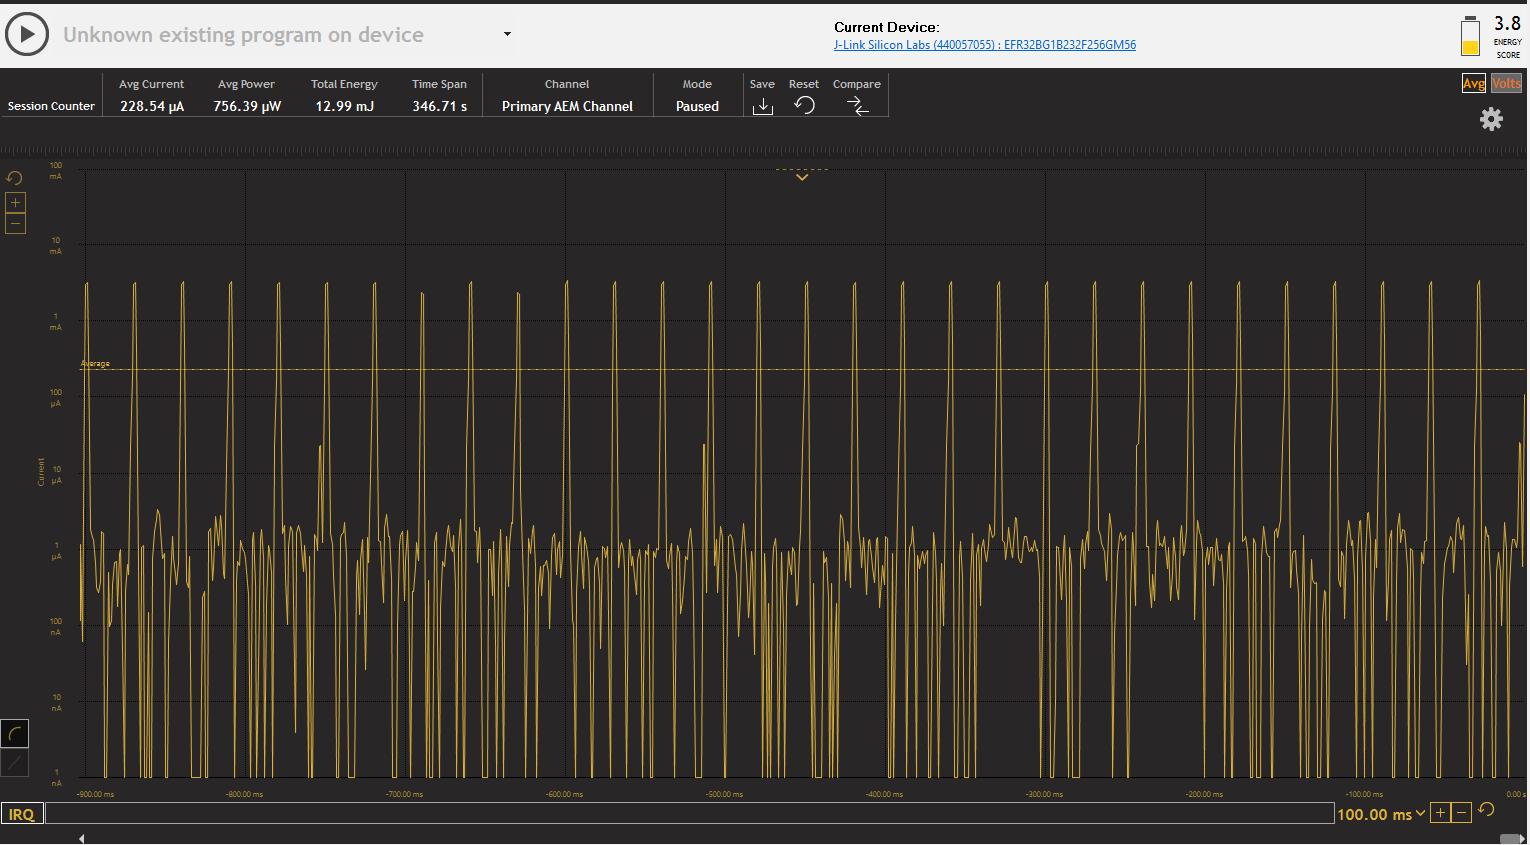 Unknown existing program on device
Current Device:
J-Link Silicon Labs (440057055) : EFR32BG1B232F256GM56
3.8
ENERGY
SCORE
Avg Current Avg Power Total Energy Time Span Channel Mode Save Reset Compare
Session Counter 228.54 µA 756.39 µW 12.99 mJ 346.71 s Primary AEM Channel Paused
Avg Volts
100
mA
10
mA
1
mA
Average
100
µA
10
µA
Current
1
µA
100
nA
10
nA
1
nA
-900.00 ms -800.00 ms -700.00 ms -600.00 ms -500.00 ms -400.00 ms -300.00 ms -200.00 ms -100.00 ms 0.00 s
IRQ 100.00 ms